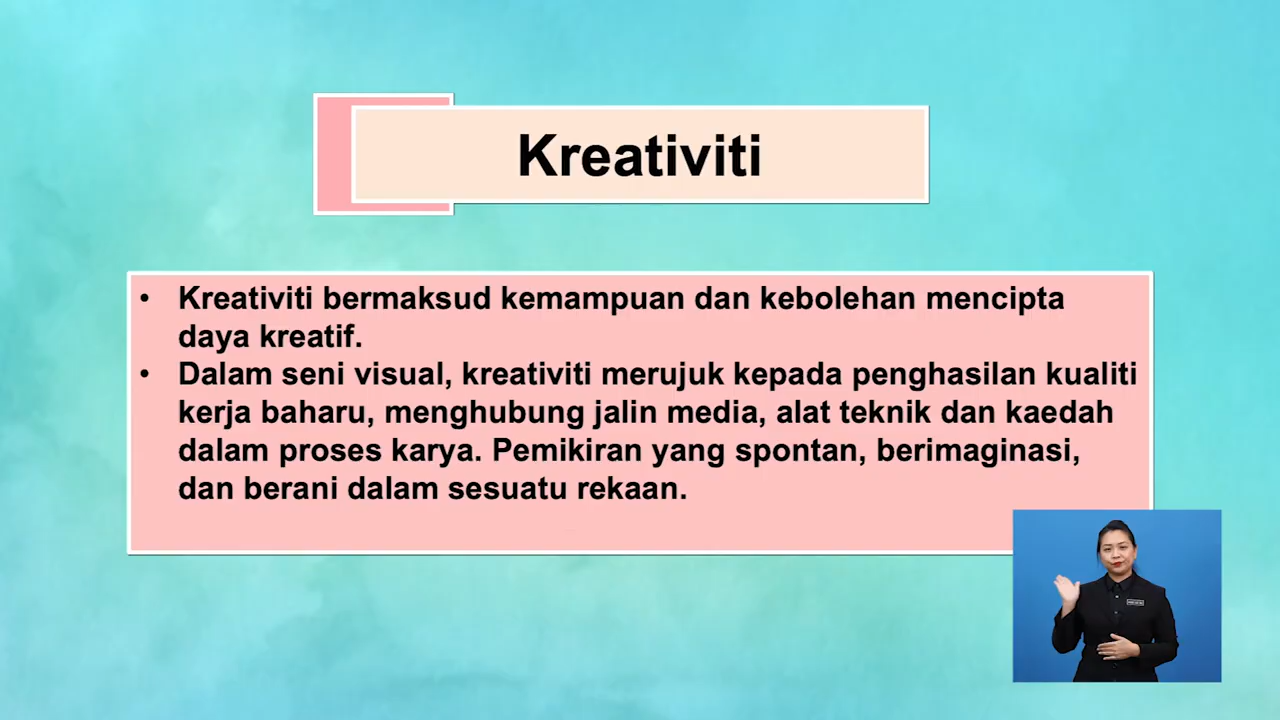 Kreativiti
• Kreativiti bermaksud kemampuan dan kebolehan mencipta
daya kreatif.
• Dalam seni visual, kreativiti merujuk kepada penghasilan kualiti
kerja baharu, menghubung jalin media, alat teknik dan kaedah
dalam proses karya. Pemikiran yang spontan, berimaginasi,
dan berani dalam sesuatu rekaan.